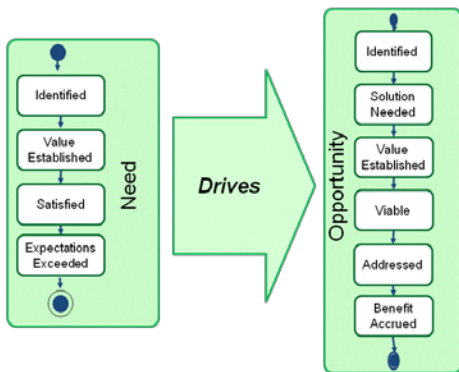 Identified
Value
Established
Satisfied
Expectations
Exceeded
Need
Drives
Opportunity
Identified
Solution
Needed
Value
Established
Viable
Addressed
Benefit
Accrued